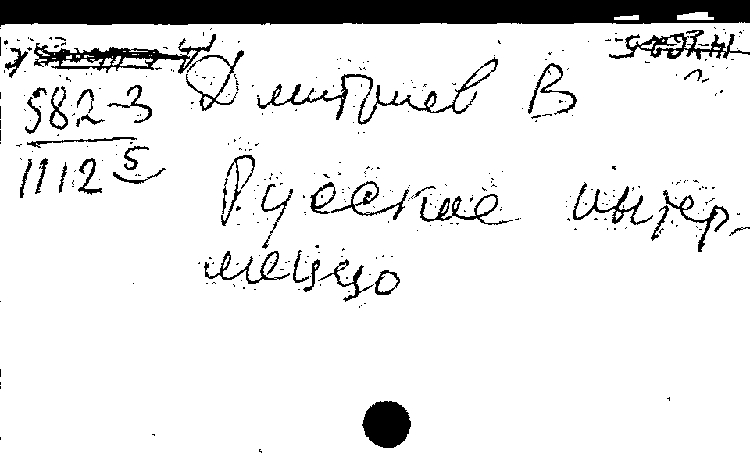 582-3 Дмитриев В
1112 5
Русские интер-
меццо